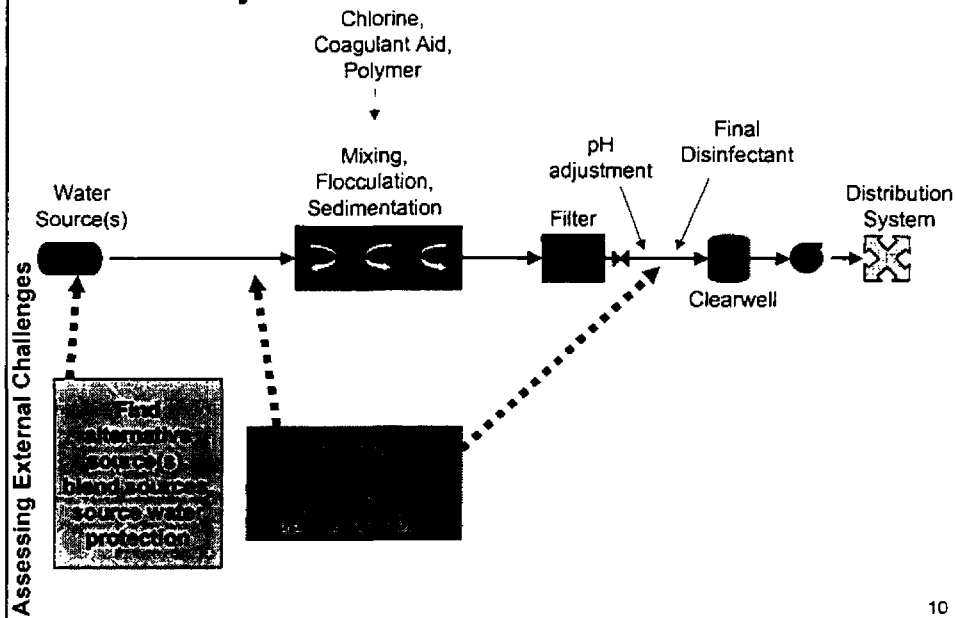 Chlorine,
Coagulant Aid,
Polymer
Mixing,
Flocculation,
Sedimentation
pH
adjustment
Final
Disinfectant
Water
Source(s)
Filter
Distribution
System
Clearwell
Assessing External Challenges
Find
alternative
source(s)
blend sources
source water
protection
10